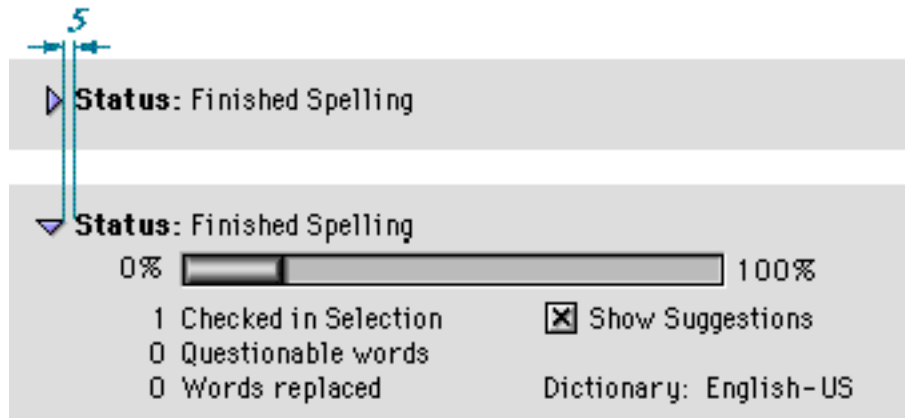 5
Status: Finished Spelling
Status: Finished Spelling
0% 100%
1 Checked in Selection Show Suggestions
0 Questionable words
0 Words replaced Dictionary: English-US